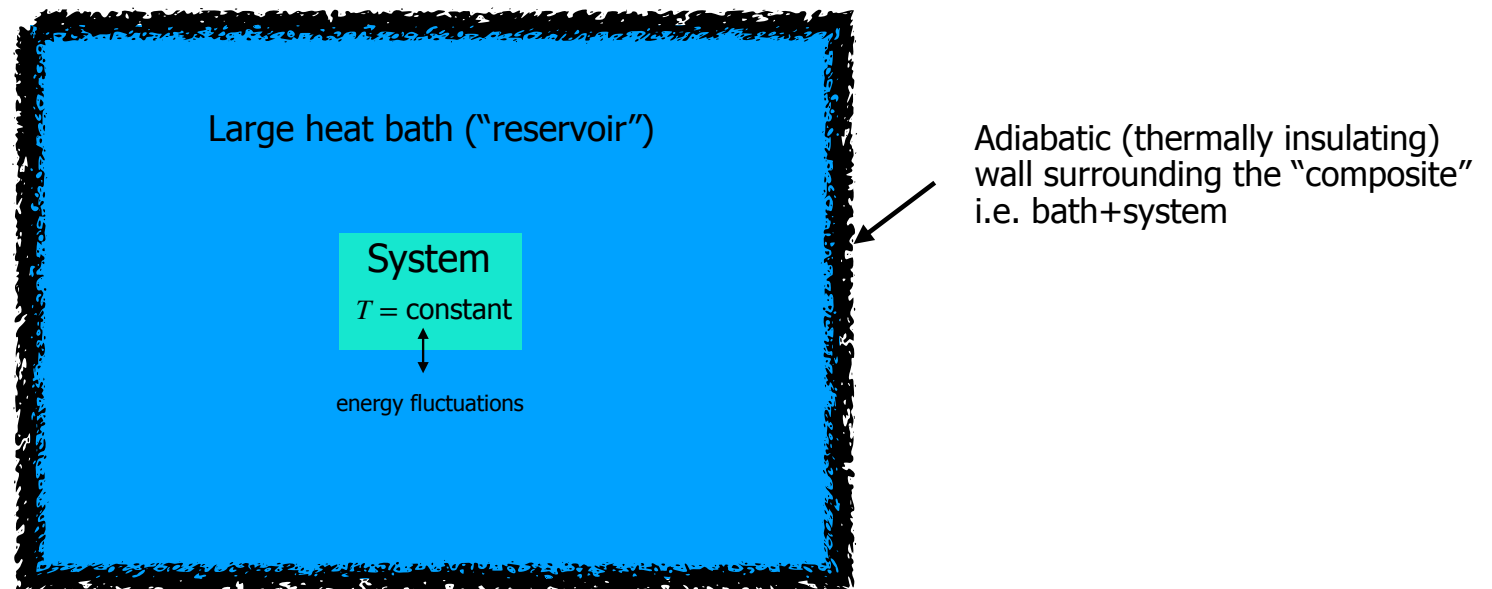 Large heat bath (“reservoir”)
Adiabatic (thermally insulating)
wall surrounding the “composite”
i.e. bath+system
System
T = constant
energy fluctuations